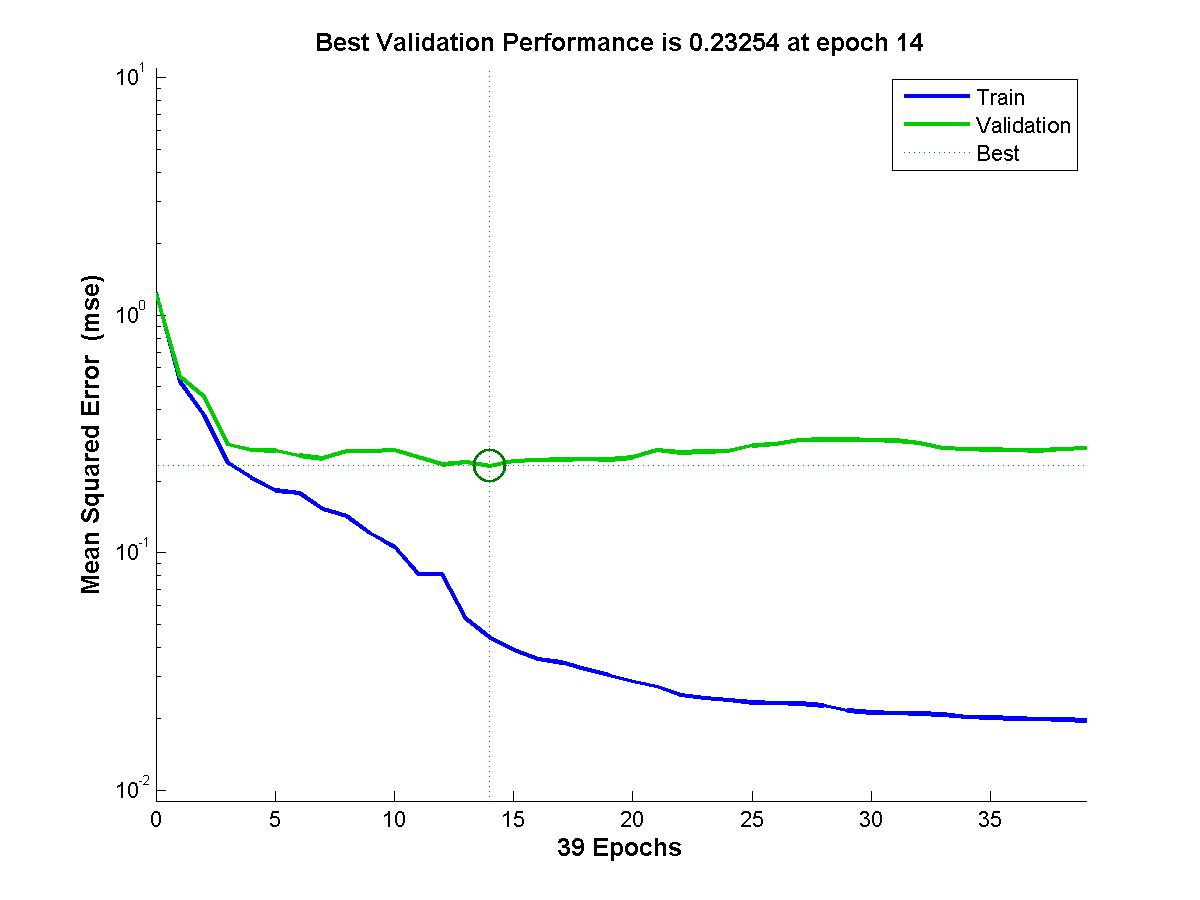 Best Validation Performance is 0.23254 at epoch 14
Train
Validation
Best
Mean Squared Error (mse)
10^1
10^0
10^-1
10^-2
0 5 10 15 20 25 30 35
39 Epochs